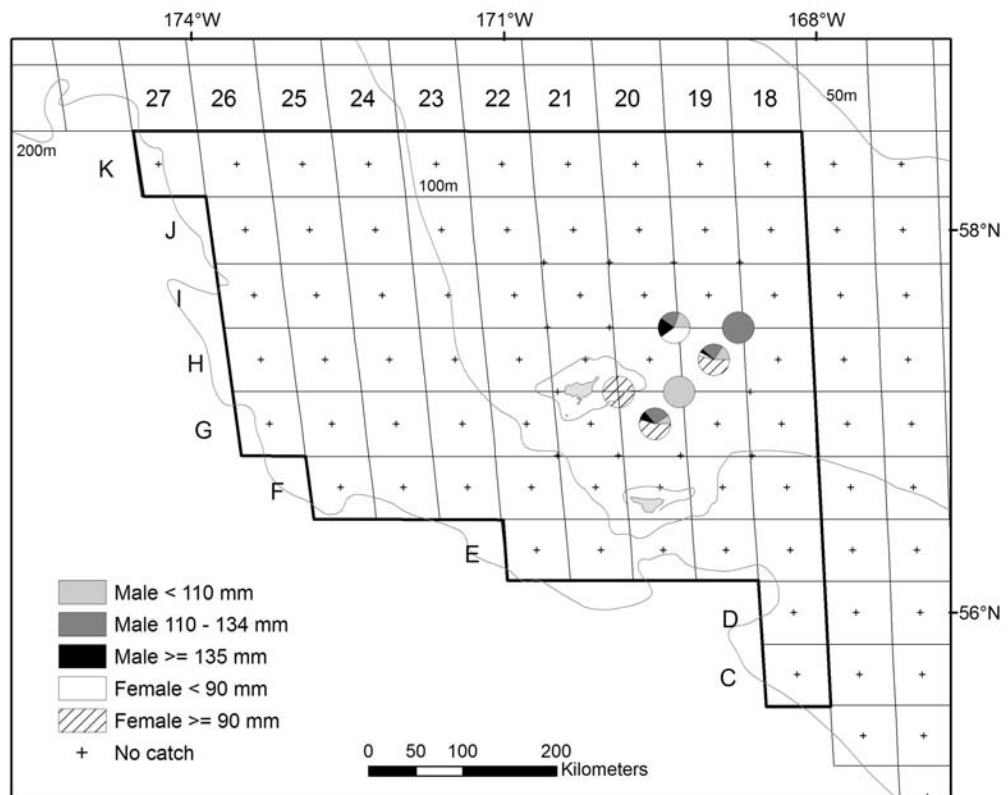 174°W 171°W 168°W
27 26 25 24 23 22 21 20 19 18
50m
200m
K
100m
J
58°N
I
H
G
F
E
Male < 110 mm
Male 110 - 134 mm
Male >= 135 mm
Female < 90 mm
Female >= 90 mm
No catch
D
56°N
C
0 50 100 200
Kilometers